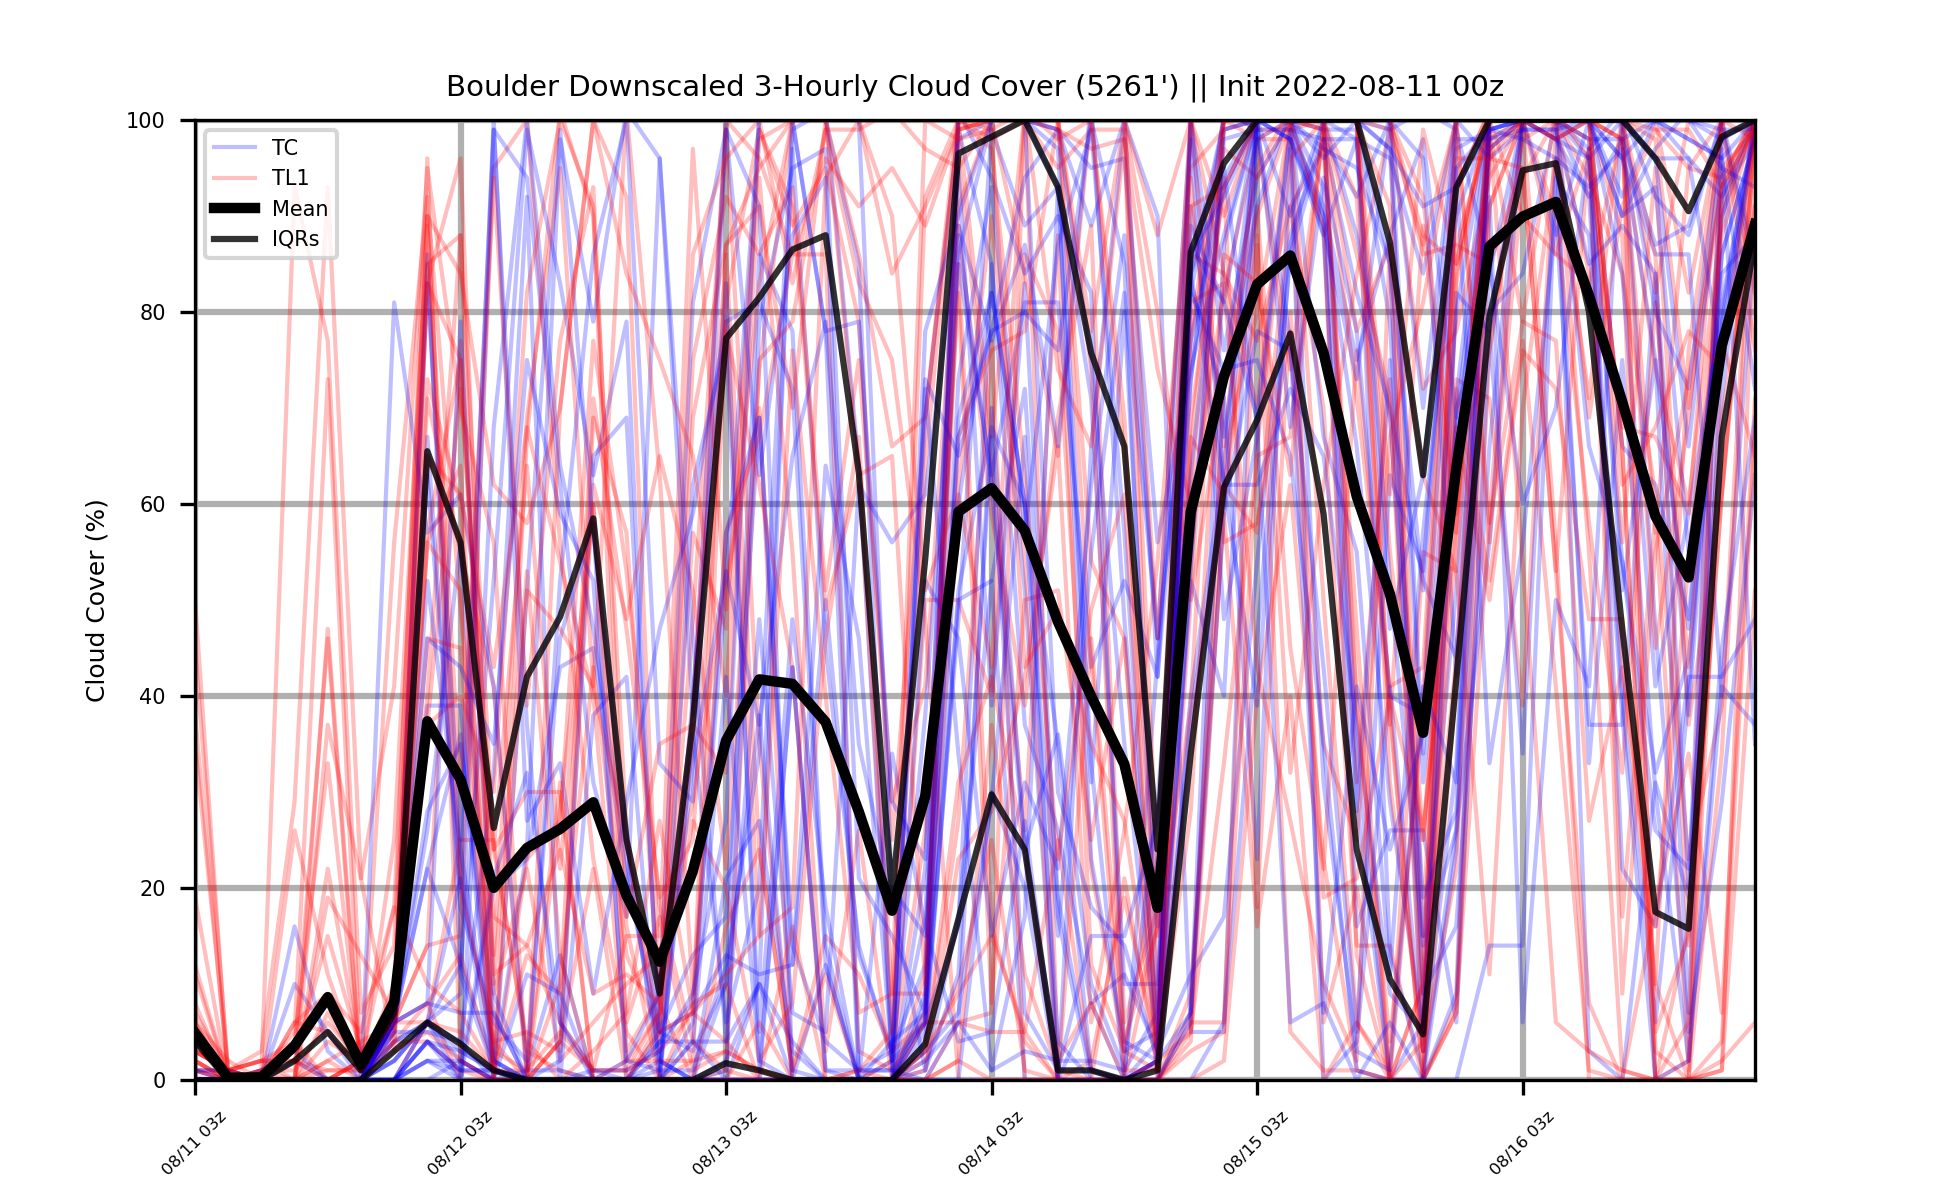 Boulder Downscaled 3-Hourly Cloud Cover (5261') || Init 2022-08-11 00z
TC
TL1
Mean
IQRs
Cloud Cover (%)
100
80
60
40
20
0
08/11 03z
08/12 03z
08/13 03z
08/14 03z
08/15 03z
08/16 03z